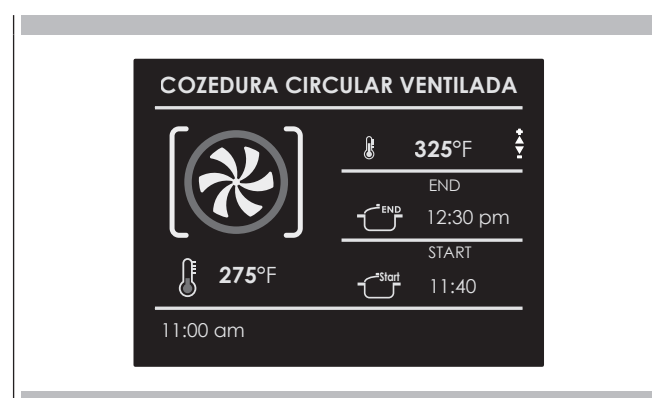 COZEDURA CIRCULAR VENTILADA
325°F
END
END
12:30 pm
START
Start
11:40
275°F
11:00 am